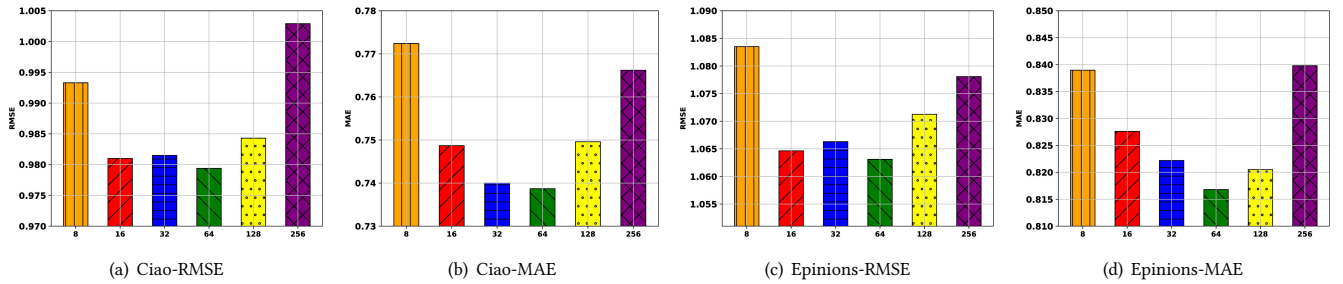 1.005
1.000
0.995
0.990
0.985
0.980
0.975
0.970
RMSE
8 16 32 64 128 256
(a) Ciao-RMSE
0.78
0.77
0.76
0.75
0.74
0.73
MAE
8 16 32 64 128 256
(b) Ciao-MAE
1.090
1.085
1.080
1.075
1.070
1.065
1.060
1.055
RMSE
8 16 32 64 128 256
(c) Epinions-RMSE
0.850
0.845
0.840
0.835
0.830
0.825
0.820
0.815
0.810
MAE
8 16 32 64 128 256
(d) Epinions-MAE